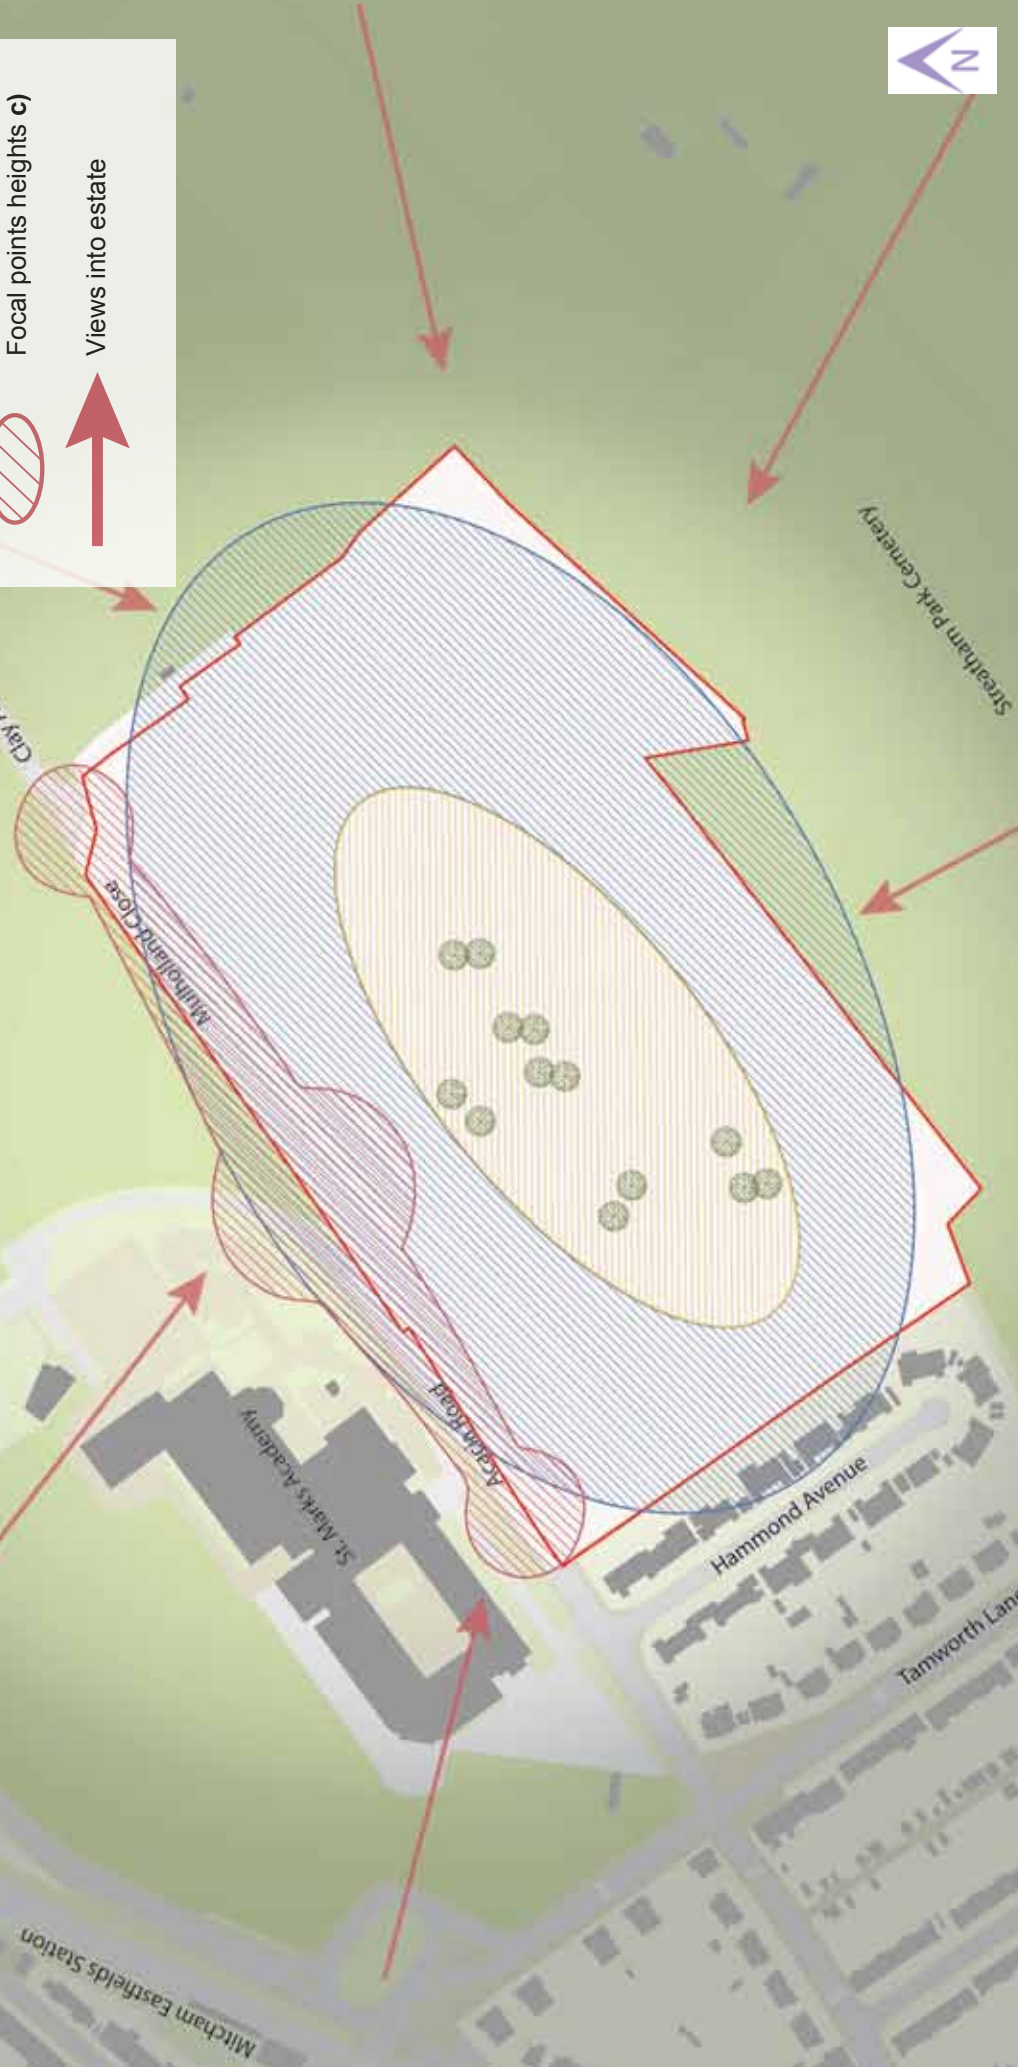 Focal points heights c)
Views into estate
N
Clay
Mulholland Close
Acacia Road
St. Marks Academy
Streatham Park Cemetery
Hammond Avenue
Tamworth Lane
Mitcham Eastfields Station